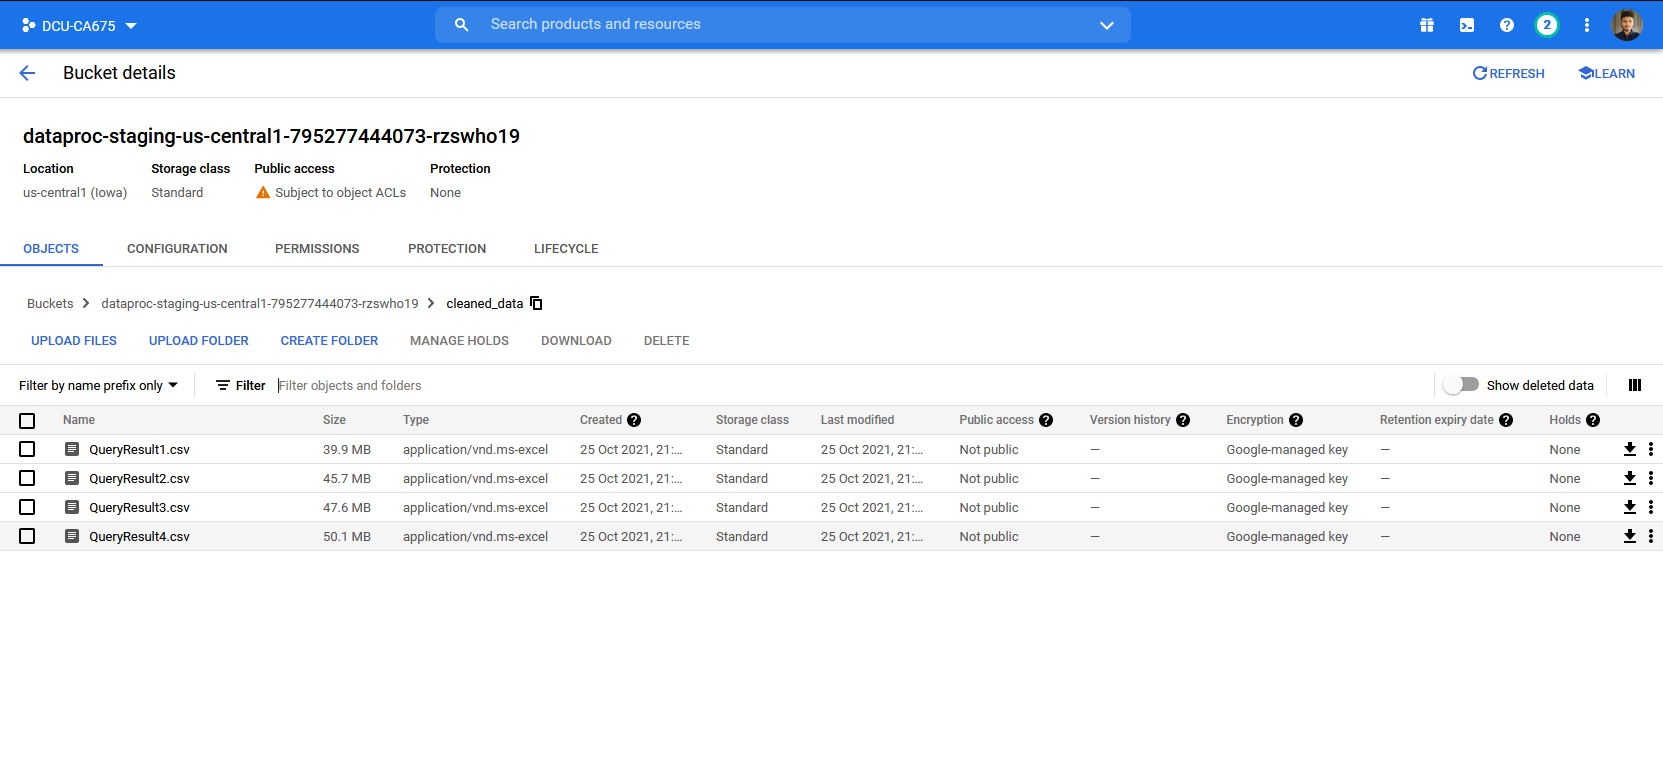 DCU-CA675 Search products and resources 2
Bucket details REFRESH LEARN
dataproc-staging-us-central1-795277444073-rzswho19
Location Storage class Public access Protection
us-central1 (Iowa) Standard Subject to object ACLs None
OBJECTS CONFIGURATION PERMISSIONS PROTECTION LIFECYCLE
Buckets dataproc-staging-us-central1-795277444073-rzswho19 cleaned_data
UPLOAD FILES UPLOAD FOLDER CREATE FOLDER MANAGE HOLDS DOWNLOAD DELETE
Filter by name prefix only Filter Filter objects and folders Show deleted data
Name Size Type Created Storage class Last modified Public access Version history Encryption Retention expiry date Holds
QueryResult1.csv 39.9 MB application/vnd.ms-excel 25 Oct 2021, 21:... Standard 25 Oct 2021, 21:... Not public — Google-managed key — None
QueryResult2.csv 45.7 MB application/vnd.ms-excel 25 Oct 2021, 21:... Standard 25 Oct 2021, 21:... Not public — Google-managed key — None
QueryResult3.csv 47.6 MB application/vnd.ms-excel 25 Oct 2021, 21:... Standard 25 Oct 2021, 21:... Not public — Google-managed key — None
QueryResult4.csv 50.1 MB application/vnd.ms-excel 25 Oct 2021, 21:... Standard 25 Oct 2021, 21:... Not public — Google-managed key — None